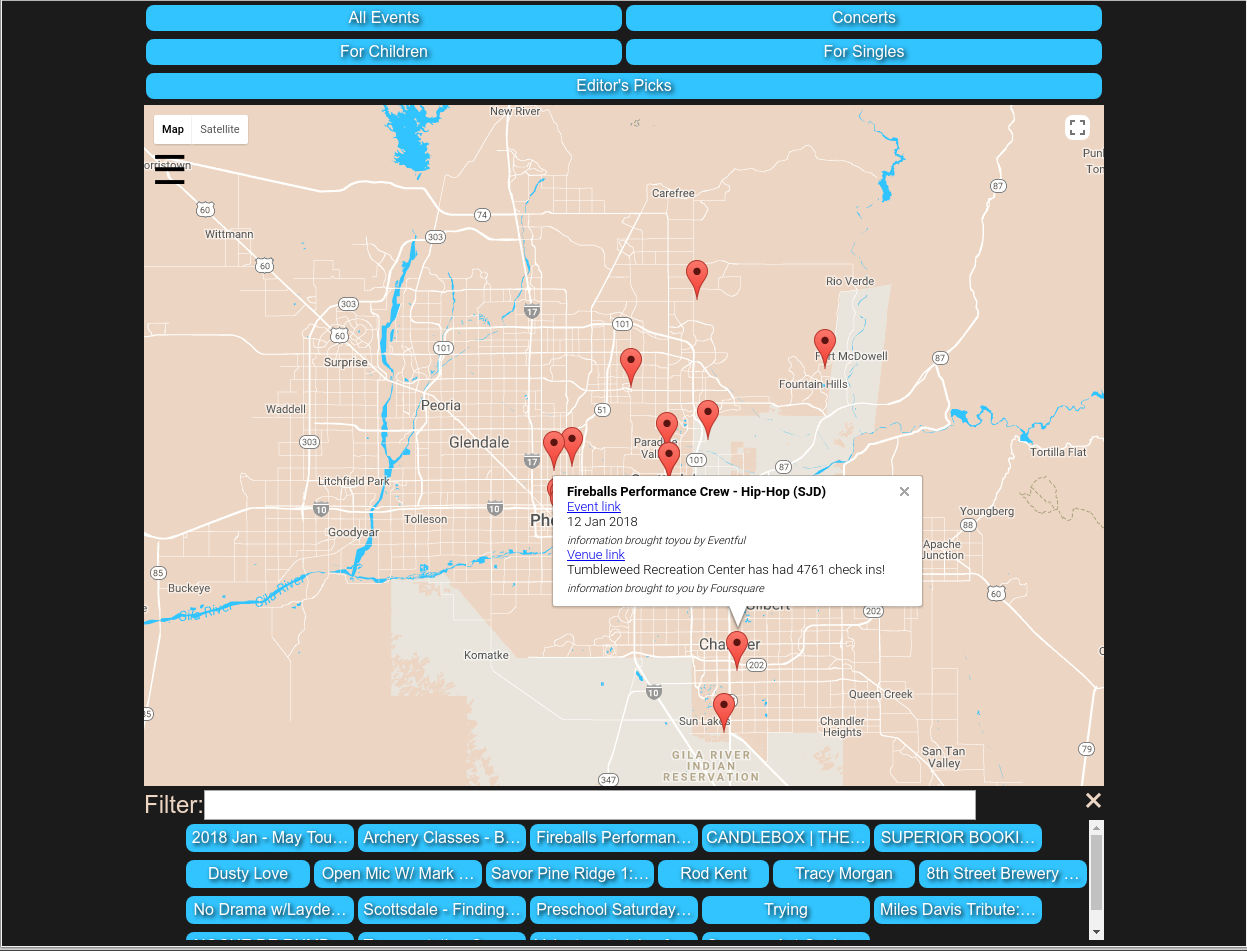 All Events
Concerts
For Children
For Singles
Editor's Picks
New River
Map
Satellite
orristown
Pun
Ton
Carefree
87
60
74
Wittmann
303
60
Rio Verde
303
17
101
60
101
Surprise
Fort McDowell
87
Fountain Hills
Peoria
Waddell
51
303
Glendale
Paradise
Valley
17
101
87
Tortilla Flat
Litchfield Park
10
10
Youngberg
Tolleson
Pho
88
Goodyear
Apache
Junction
Fireballs Performance Crew - Hip-Hop (SJD)
Event link
12 Jan 2018
information brought toyou by Eventful
Venue link
Tumbleweed Recreation Center has had 4761 check ins!
information brought to you by Foursquare
85
Buckeye
Gila River
Gila River
60
Gilbert
202
Chandler
Komatke
202
10
Queen Creek
85
Sun Lakes
Chandler
Heights
San Tan
Valley
79
GILA RIVER
INDIAN
RESERVATION
347
Filter:
2018 Jan - May Tou…
Archery Classes - B…
Fireballs Performan…
CANDLEBOX | THE…
SUPERIOR BOOKI…
Dusty Love
Open Mic W/ Mark …
Savor Pine Ridge 1:…
Rod Kent
Tracy Morgan
8th Street Brewery …
No Drama w/Layde…
Scottsdale - Finding…
Preschool Saturday…
Trying
Miles Davis Tribute:…